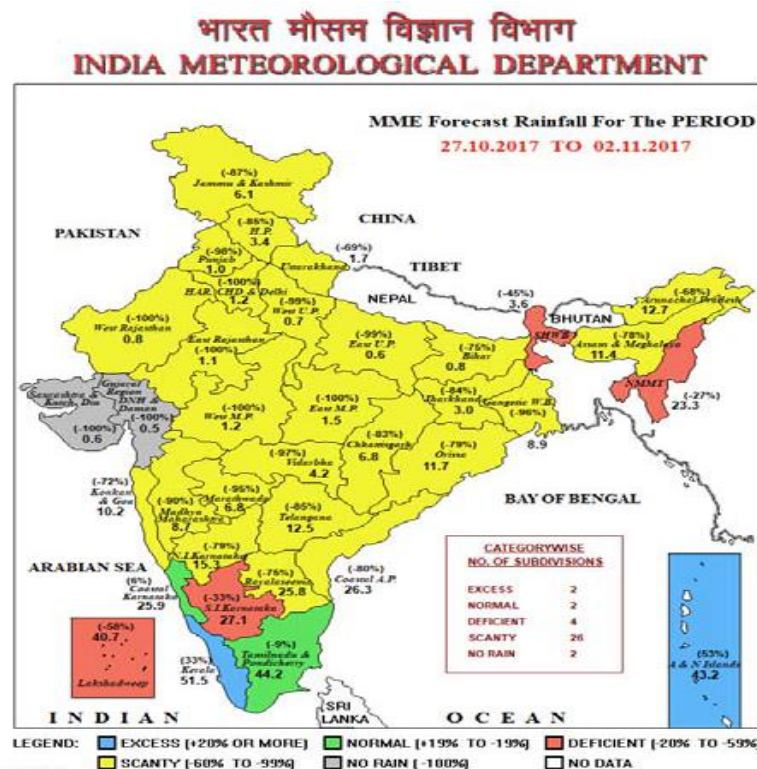 भारत मौसम विज्ञान विभाग
INDIA METEOROLOGICAL DEPARTMENT
MME Forecast Rainfall For The PERIOD
27.10.2017 TO 02.11.2017
(-87%)
Jammu & Kashmir
6.1
(-85%)
H.P.
3.4
CHINA
PAKISTAN
(-98%)
Punjab
1.0
Uttarakhand
(-69%)
1.7
TIBET
(-100%)
HAR. CHD & Delhi
1.2
(-99%)
West U.P.
0.7
NEPAL
(-45%)
3.6
SHWB
BHUTAN
(-68%)
Arunachal Pradesh
12.7
(-100%)
West Rajasthan
0.8
East Rajasthan
(-100%)
1.1
(-99%)
East U.P.
0.6
(-75%)
Bihar
0.8
(-78%)
Assam & Meghalaya
11.4
NMMT
(-27%)
23.3
Gujarat
Region
DNH &
Daman
(-100%)
0.5
Saurashtra &
Kutch, Diu
(-100%)
0.6
(-100%)
West M.P.
1.2
(-100%)
East M.P.
1.5
(-84%)
Jharkhand
3.0
Gangetic W.B.
(-96%)
8.9
(-83%)
Chhattisgarh
6.8
(-79%)
Orissa
11.7
(-97%)
Vidarbha
4.2
(-72%)
Konkan
& Goa
10.2
(-90%)
Madhya
Maharashtra
8.7
(-95%)
Marathwada
6.8
(-85%)
Telangana
12.5
BAY OF BENGAL
ARABIAN SEA
(-79%)
N.I.Karnataka
15.3
(-75%)
Rayalaseema
25.8
(-80%)
Coastal A.P.
26.3
(6%)
Coastal
Karnataka
25.9
(-33%)
S.I.Karnataka
27.1
(-58%)
40.7
Lakshadweep
(33%)
Kerala
51.5
(-9%)
Tamilnadu &
Pondicherry
44.2
CATEGORYWISE
NO. OF SUBDIVISIONS
EXCESS 2
NORMAL 2
DEFICIENT 4
SCANTY 26
NO RAIN 2
(53%)
A & N Islands
43.2
SRI
LANKA
INDIAN OCEAN
LEGEND: EXCESS [+20% OR MORE] NORMAL [+19% TO -19%] DEFICIENT [-20% TO -59%]
SCANTY [-60% TO -99%] NO RAIN [-100%] NO DATA